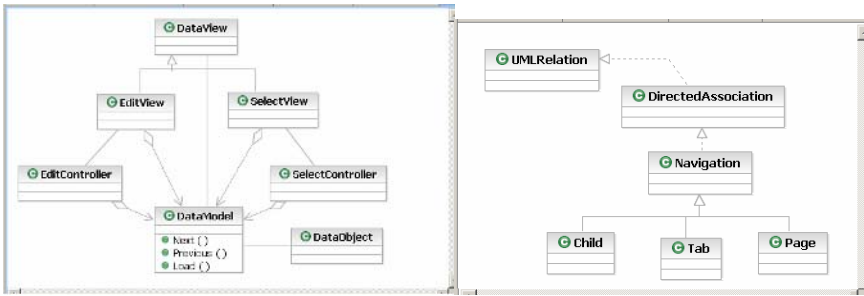 DataView
EditView
SelectView
EditController
SelectController
DataModel
Next ()
Previous ()
Load ()
DataObject
UMLRelation
DirectedAssociation
Navigation
Child
Tab
Page